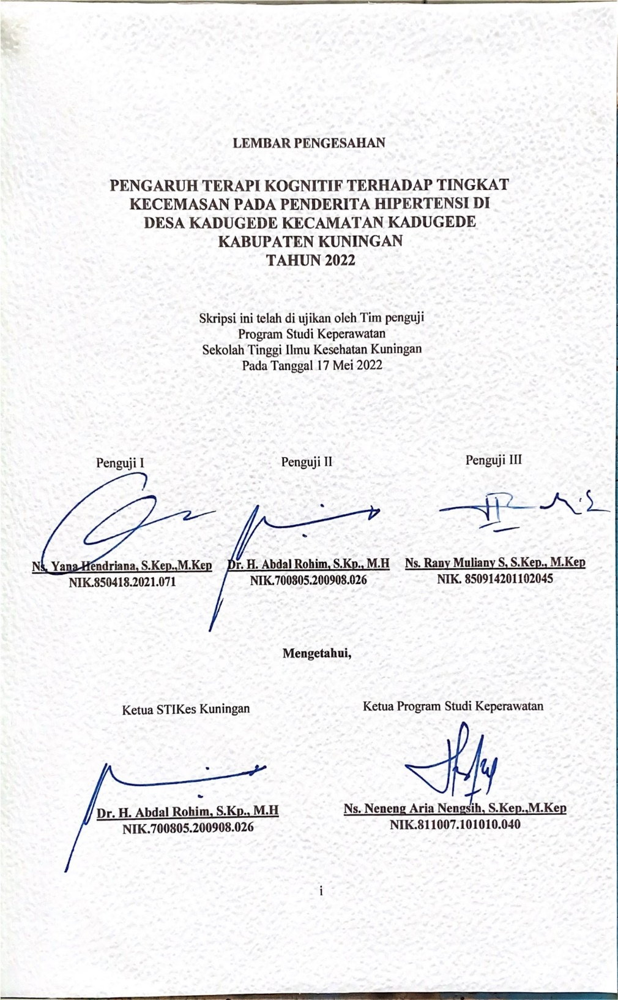 LEMBAR PENGESAHAN
PENGARUH TERAPI KOGNITIF TERHADAP TINGKAT
KECEMASAN PADA PENDERITA HIPERTENSI DI
DESA KADUGEDE KECAMATAN KADUGEDE
KABUPATEN KUNINGAN
TAHUN 2022
Skripsi ini telah di ujikan oleh Tim penguji
Program Studi Keperawatan
Sekolah Tinggi Ilmu Kesehatan Kuningan
Pada Tanggal 17 Mei 2022
Penguji I
Ns. Yana Hendriana, S.Kep.,M.Kep
NIK.850418.2021.071
Penguji II
Dr. H. Abdal Rohim, S.Kp., M.H
NIK.700805.200908.026
Penguji III
Ns. Rany Muliany S, S.Kep., M.Kep
NIK. 850914201102045
Mengetahui,
Ketua STIKes Kuningan
Dr. H. Abdal Rohim, S.Kp., M.H
NIK.700805.200908.026
Ketua Program Studi Keperawatan
Ns. Neneng Aria Nengsih, S.Kep.,M.Kep
NIK.811007.101010.040
i